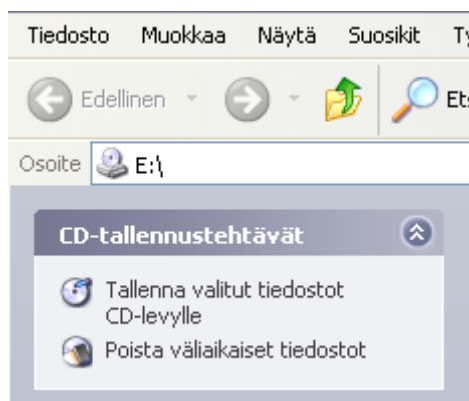 Tiedosto Muokkaa Näytä Suosikit
Edellinen
Osoite E:\
CD-tallennustehtävät
Tallenna valitut tiedostot
CD-levylle
Poista väliaikaiset tiedostot